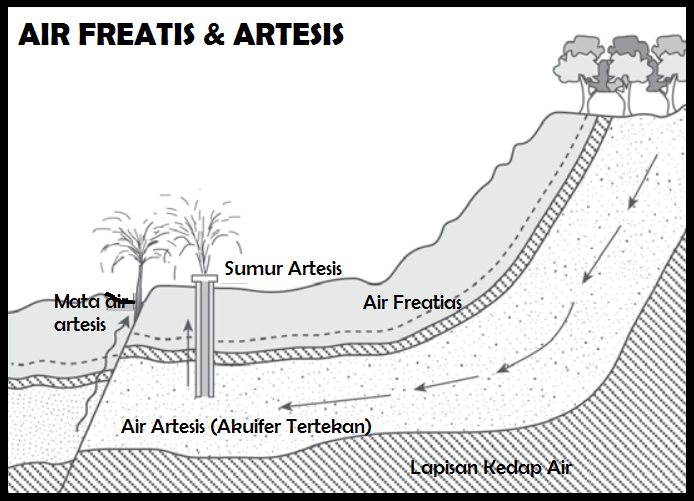 AIR FREATIS & ARTESIS
Sumur Artesis
Mata air
artesis
Air Freatias
Air Artesis (Akuifer Tertekan)
Lapisan Kedap Air